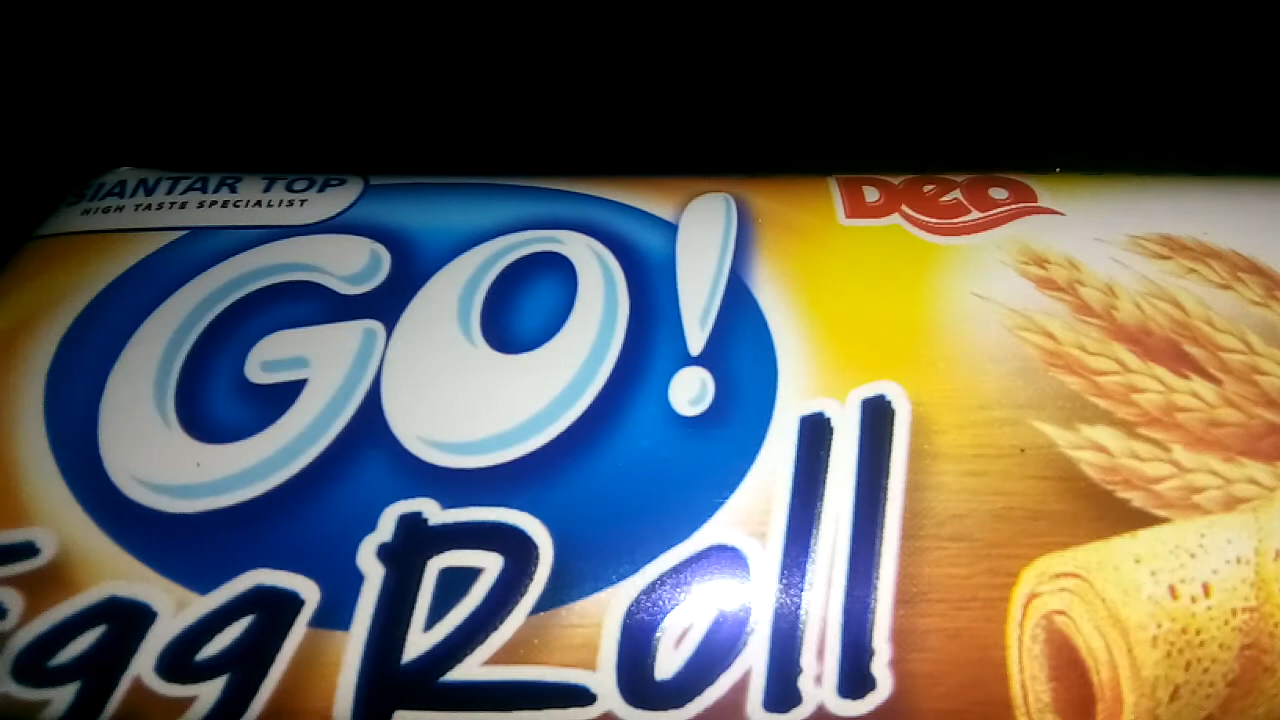 SIANTAR TOP
HIGH TASTE SPECIALIST
Deo
GO!
Egg Roll